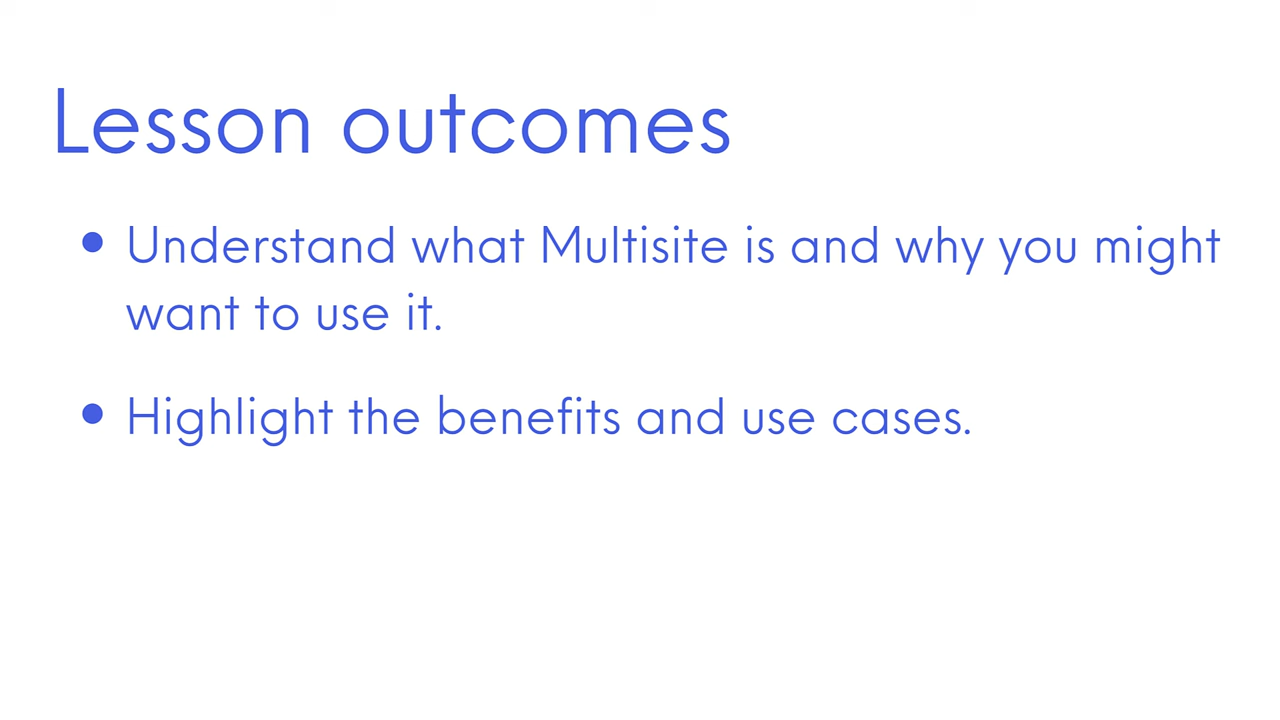 Lesson outcomes
• Understand what Multisite is and why you might
want to use it.
• Highlight the benefits and use cases.